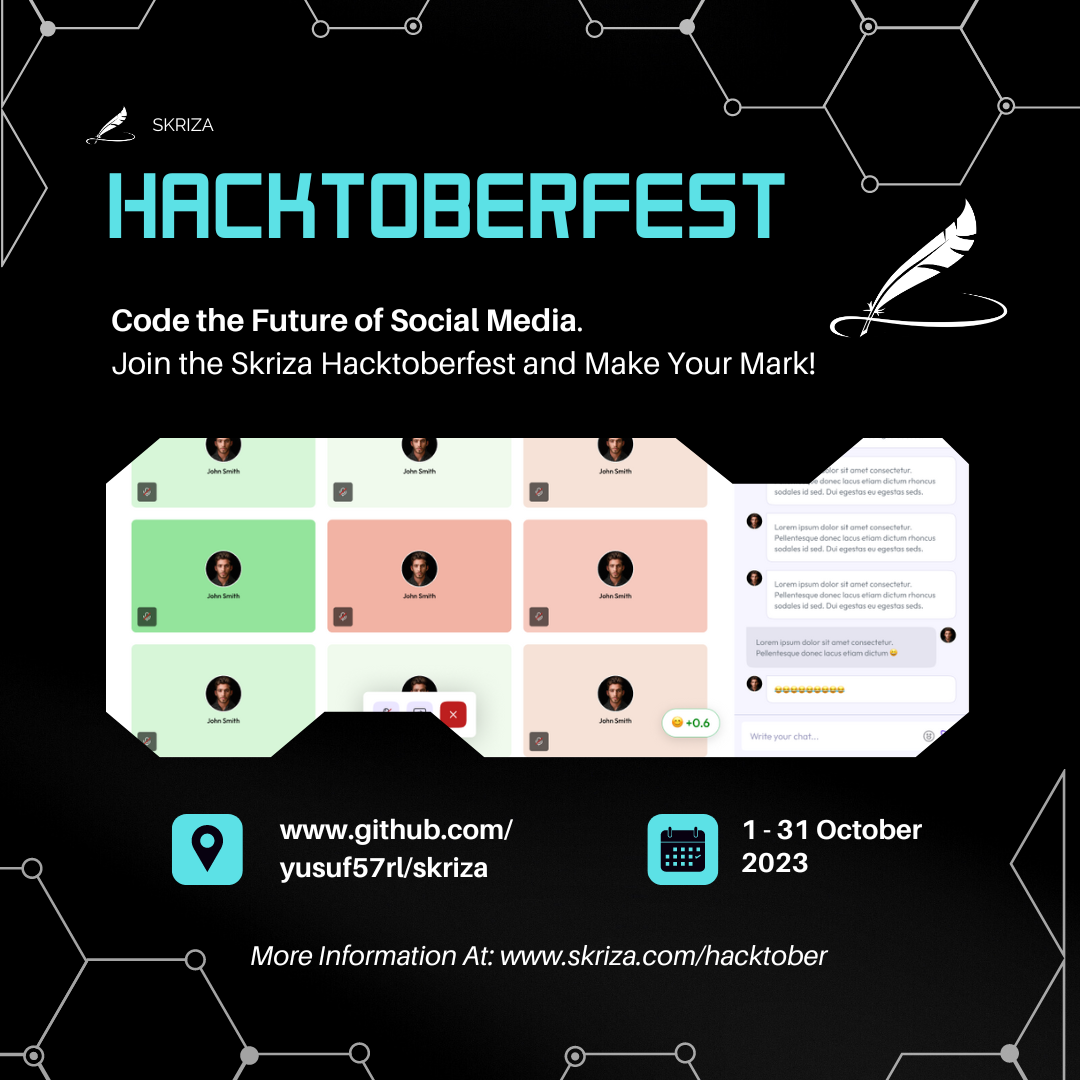 SKRIZA
HACKTOBERFEST
Code the Future of Social Media.
Join the Skriza Hacktoberfest and Make Your Mark!
John Smith
John Smith
John Smith
John Smith
John Smith
John Smith
John Smith
John Smith
sit amet consectetur.
donec lacus etiam dictum rhoncus
sodales id sed. Dui egestas eu egestas seds.
Lorem ipsum dolor sit amet consectetur.
Pellentesque donec lacus etiam dictum rhoncus
sodales id sed. Dui egestas eu egestas seds.
Lorem ipsum dolor sit amet consectetur.
Pellentesque donec lacus etiam dictum rhoncus
sodales id sed. Dui egestas eu egestas seds.
Lorem ipsum dolor sit amet consectetur.
Pellentesque donec lacus etiam dictum 😄
😂😂😂😂😂😂😂😂😂
😊 +0.6
Write your chat...
www.github.com/
yusuf57rl/skriza
1 - 31 October
2023
More Information At: www.skriza.com/hacktober